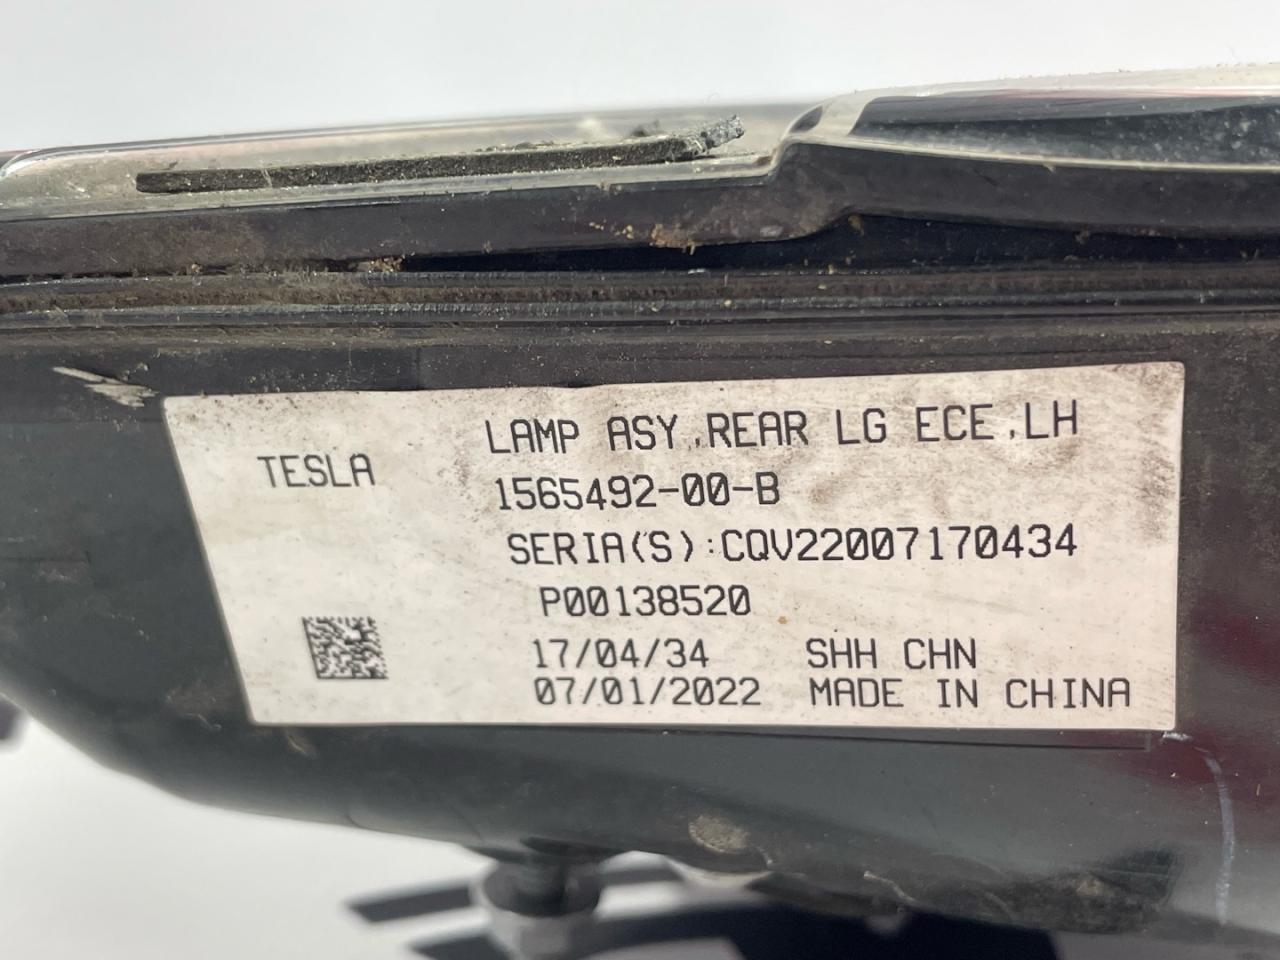 LAMP ASY,REAR LG ECE,LH
TESLA
1565492-00-B
SERIA(S):CQV22007170434
P00138520
17/04/34 SHH CHN
07/01/2022 MADE IN CHINA